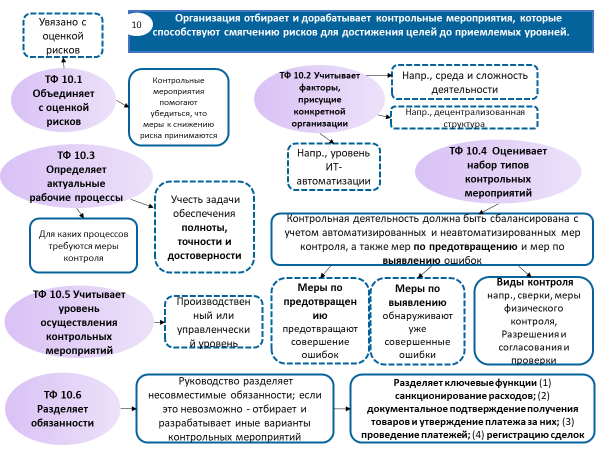 Увязано с
оценкой
рисков
10
Организация отбирает и дорабатывает контрольные мероприятия, которые
способствуют смягчению рисков для достижения целей до приемлемых уровней.
ТФ 10.1
Объединяет
с оценкой
рисков
Контрольные
мероприятия
помогают
убедиться, что
меры к снижению
риска принимаются
ТФ 10.2 Учитывает
факторы,
присущие
конкретной
организации
Напр., среда и сложность
деятельности
Напр., децентрализованная
структура
Напр., уровень
ИТ-
автоматизации
ТФ 10.3
Определяет
актуальные
рабочие процессы
Для каких процессов
требуются меры
контроля
Учесть задачи
обеспечения
полноты,
точности и
достоверности
ТФ 10.4 Оценивает
набор типов
контрольных
мероприятий
Контрольная деятельность должна быть сбалансирована с
учетом автоматизированных и неавтоматизированных мер
контроля, а также мер по предотвращению и мер по
выявлению ошибок
Меры по
предотвращен
ию
предотвращают
совершение
ошибок
Меры по
выявлению
обнаруживают
уже
совершенные
ошибки
Виды контроля
напр., сверки, меры
физического
контроля,
Разрешения и
согласования и
проверки
ТФ 10.5 Учитывает
уровень
осуществления
контрольных
мероприятий
Производствен
ный или
управленчески
й уровень
ТФ 10.6
Разделяет
обязанности
Руководство разделяет
несовместимые обязанности; если
это невозможно - отбирает и
разрабатывает иные варианты
контрольных мероприятий
Разделяет ключевые функции (1)
санкционирование расходов; (2)
документальное подтверждение получения
товаров и утверждение платежа за них; (3)
проведение платежей; (4) регистрацию сделок